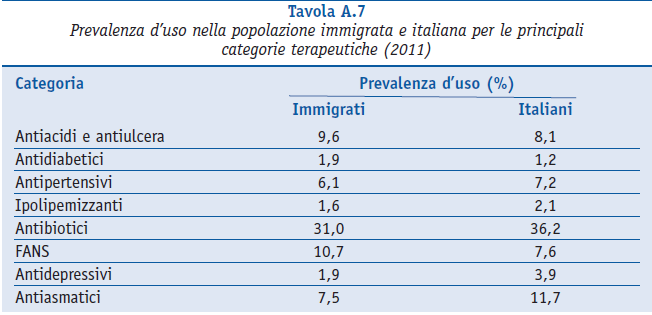 Tavola A.7
Prevalenza d'uso nella popolazione immigrata e italiana per le principali
categorie terapeutiche (2011)
Categoria Prevalenza d'uso (%)
Immigrati Italiani
Antiacidi e antiulcera 9,6 8,1
Antidiabetici 1,9 1,2
Antipertensivi 6,1 7,2
Ipolipemizzanti 1,6 2,1
Antibiotici 31,0 36,2
FANS 10,7 7,6
Antidepressivi 1,9 3,9
Antiasmatici 7,5 11,7